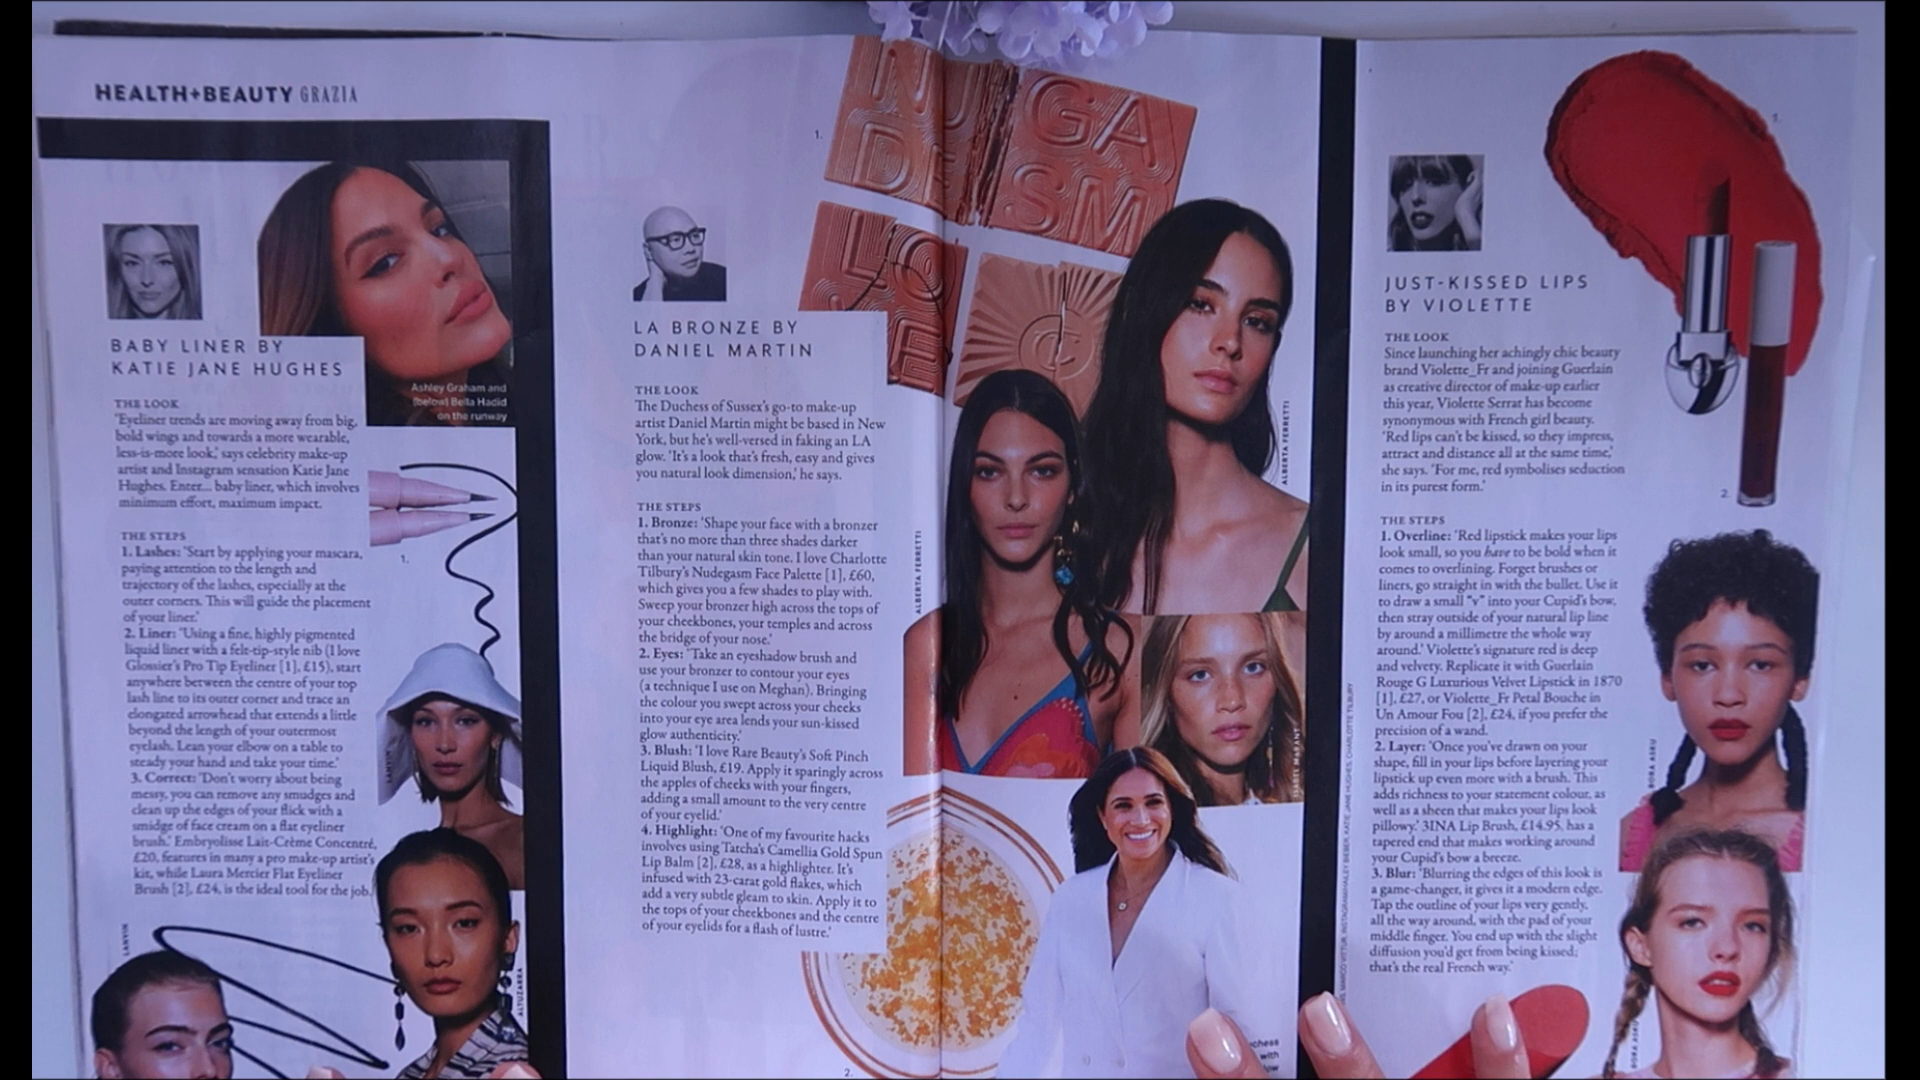 HEALTH+BEAUTY GRAZIA
BABY LINER BY
KATIE JANE HUGHES
Ashley Graham and
(below) Bella Hadid
on the runway
THE LOOK
'Eyeliner trends are moving away from big,
bold wings and towards a more wearable,
less-is-more look,' says celebrity make-up
artist and Instagram sensation Katie Jane
Hughes. Enter... baby liner, which involves
minimum effort, maximum impact.
THE STEPS
1. Lashes: 'Start by applying your mascara,
paying attention to the length and
trajectory of the lashes, especially at the
outer corners. This will guide the placement
of your liner.'
2. Liner: 'Using a fine, highly pigmented
liquid liner with a felt-tip-style nib (I love
Glossier's Pro Tip Eyeliner [1], £15), start
anywhere between the centre of your top
lash line to its outer corner and trace an
elongated arrowhead that extends a little
beyond the length of your outermost
eyelash. Lean your elbow on a table to
steady your hand and take your time.'
3. Correct: 'Don't worry about being
messy, you can remove any smudges and
clean up the edges of your flick with a
smidge of face cream on a flat eyeliner
brush.' Embryolisse Lait-Crème Concentré,
£20, features in many a pro make-up artist's
kit, while Laura Mercier Flat Eyeliner
Brush [2], £24, is the ideal tool for the job.
1.
LANVIN
LANVIN
ALTUZARRA
LA BRONZE BY
DANIEL MARTIN
THE LOOK
The Duchess of Sussex's go-to make-up
artist Daniel Martin might be based in New
York, but he's well-versed in faking an LA
glow. 'It's a look that's fresh, easy and gives
you natural look dimension,' he says.
THE STEPS
1. Bronze: 'Shape your face with a bronzer
that's no more than three shades darker
than your natural skin tone. I love Charlotte
Tilbury's Nudegasm Face Palette [1], £60,
which gives you a few shades to play with.
Sweep your bronzer high across the tops of
your cheekbones, your temples and across
the bridge of your nose.'
2. Eyes: 'Take an eyeshadow brush and
use your bronzer to contour your eyes
(a technique I use on Meghan). Bringing
the colour you swept across your cheeks
into your eye area lends your sun-kissed
glow authenticity.'
3. Blush: 'I love Rare Beauty's Soft Pinch
Liquid Blush, £19. Apply it sparingly across
the apples of cheeks with your fingers,
adding a small amount to the very centre
of your eyelid.'
4. Highlight: 'One of my favourite hacks
involves using Tatcha's Camellia Gold Spun
Lip Balm [2], £28, as a highlighter. It's
infused with 23-carat gold flakes, which
add a very subtle gleam to skin. Apply it to
the tops of your cheekbones and the centre
of your eyelids for a flash of lustre.'
1.
NU
DE
GA
SM
LO
VE
ALBERTA FERRETTI
ALBERTA FERRETTI
ISABEL MARANT
2.
chess
with
low
JUST-KISSED LIPS
BY VIOLETTE
THE LOOK
Since launching her achingly chic beauty
brand Violette_Fr and joining Guerlain
as creative director of make-up earlier
this year, Violette Serrat has become
synonymous with French girl beauty.
'Red lips can't be kissed, so they impress,
attract and distance all at the same time,'
she says. 'For me, red symbolises seduction
in its purest form.'
THE STEPS
1. Overline: 'Red lipstick makes your lips
look small, so you have to be bold when it
comes to overlining. Forget brushes or
liners, go straight in with the bullet. Use it
to draw a small "v" into your Cupid's bow,
then stray outside of your natural lip line
by around a millimetre the whole way
around.' Violette's signature red is deep
and velvety. Replicate it with Guerlain
Rouge G Luxurious Velvet Lipstick in 1870
[1], £27, or Violette_Fr Petal Bouche in
Un Amour Fou [2], £24, if you prefer the
precision of a wand.
2. Layer: 'Once you've drawn on your
shape, fill in your lips before layering your
lipstick up even more with a brush. This
adds richness to your statement colour, as
well as a sheen that makes your lips look
pillowy.' 3INA Lip Brush, £14.95, has a
tapered end that makes working around
your Cupid's bow a breeze.
3. Blur: 'Blurring the edges of this look is
a game-changer, it gives it a modern edge.
Tap the outline of your lips very gently,
all the way around, with the pad of your
middle finger. You end up with the slight
diffusion you'd get from being kissed;
that's the real French way.'
1.
2.
BORA AKSU
BORA AKSU